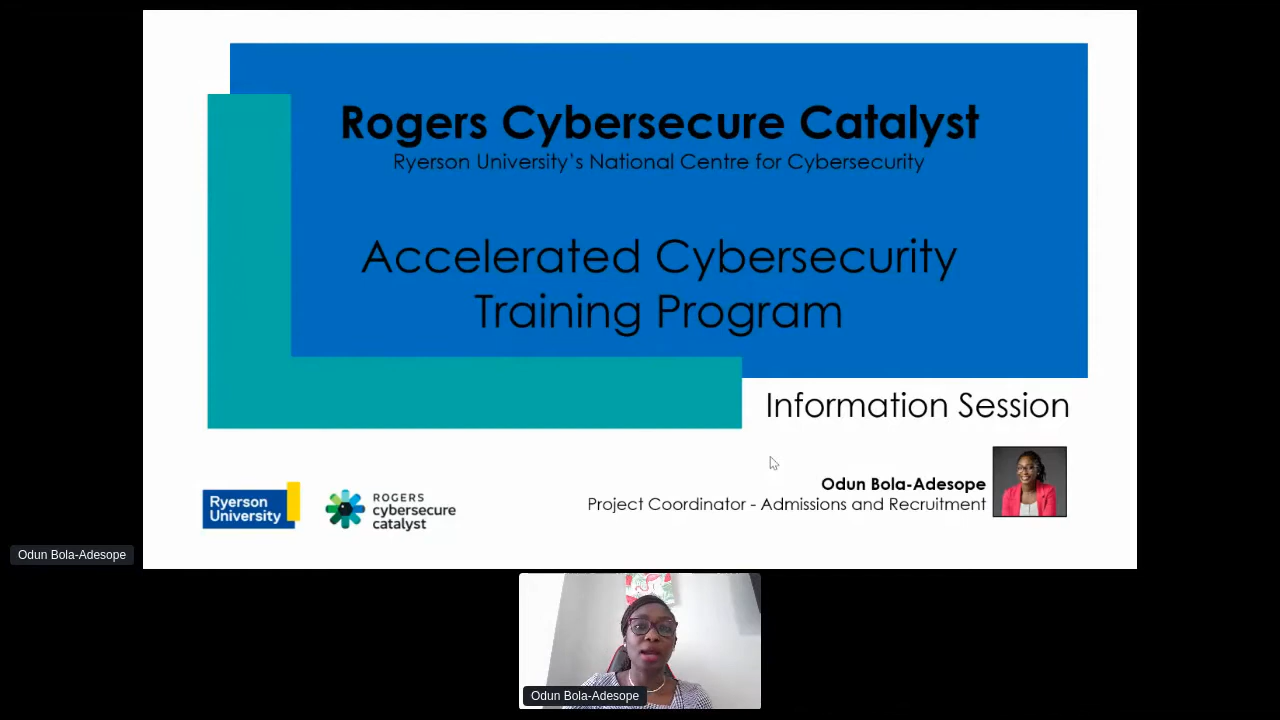 Rogers Cybersecure Catalyst
Ryerson University's National Centre for Cybersecurity
Accelerated Cybersecurity
Training Program
Information Session
Odun Bola-Adesope
Project Coordinator - Admissions and Recruitment
Ryerson
University
ROGERS
cybersecure
catalyst
Odun Bola-Adesope
Odun Bola-Adesope